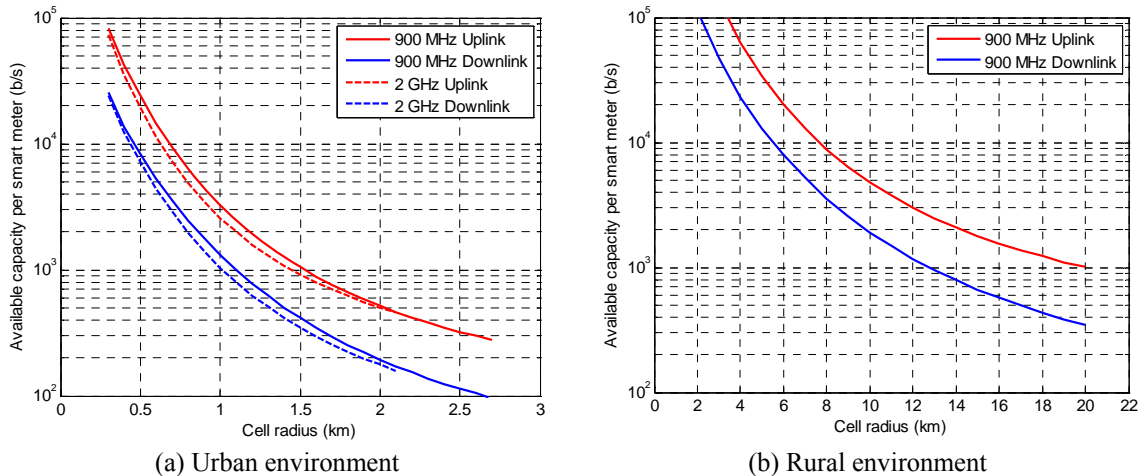 10^5
10^4
10^3
10^2
Available capacity per smart meter (b/s)
900 MHz Uplink
900 MHz Downlink
2 GHz Uplink
2 GHz Downlink
0 0.5 1 1.5 2 2.5 3
Cell radius (km)
(a) Urban environment
10^5
10^4
10^3
10^2
Available capacity per smart meter (b/s)
900 MHz Uplink
900 MHz Downlink
0 2 4 6 8 10 12 14 16 18 20 22
Cell radius (km)
(b) Rural environment